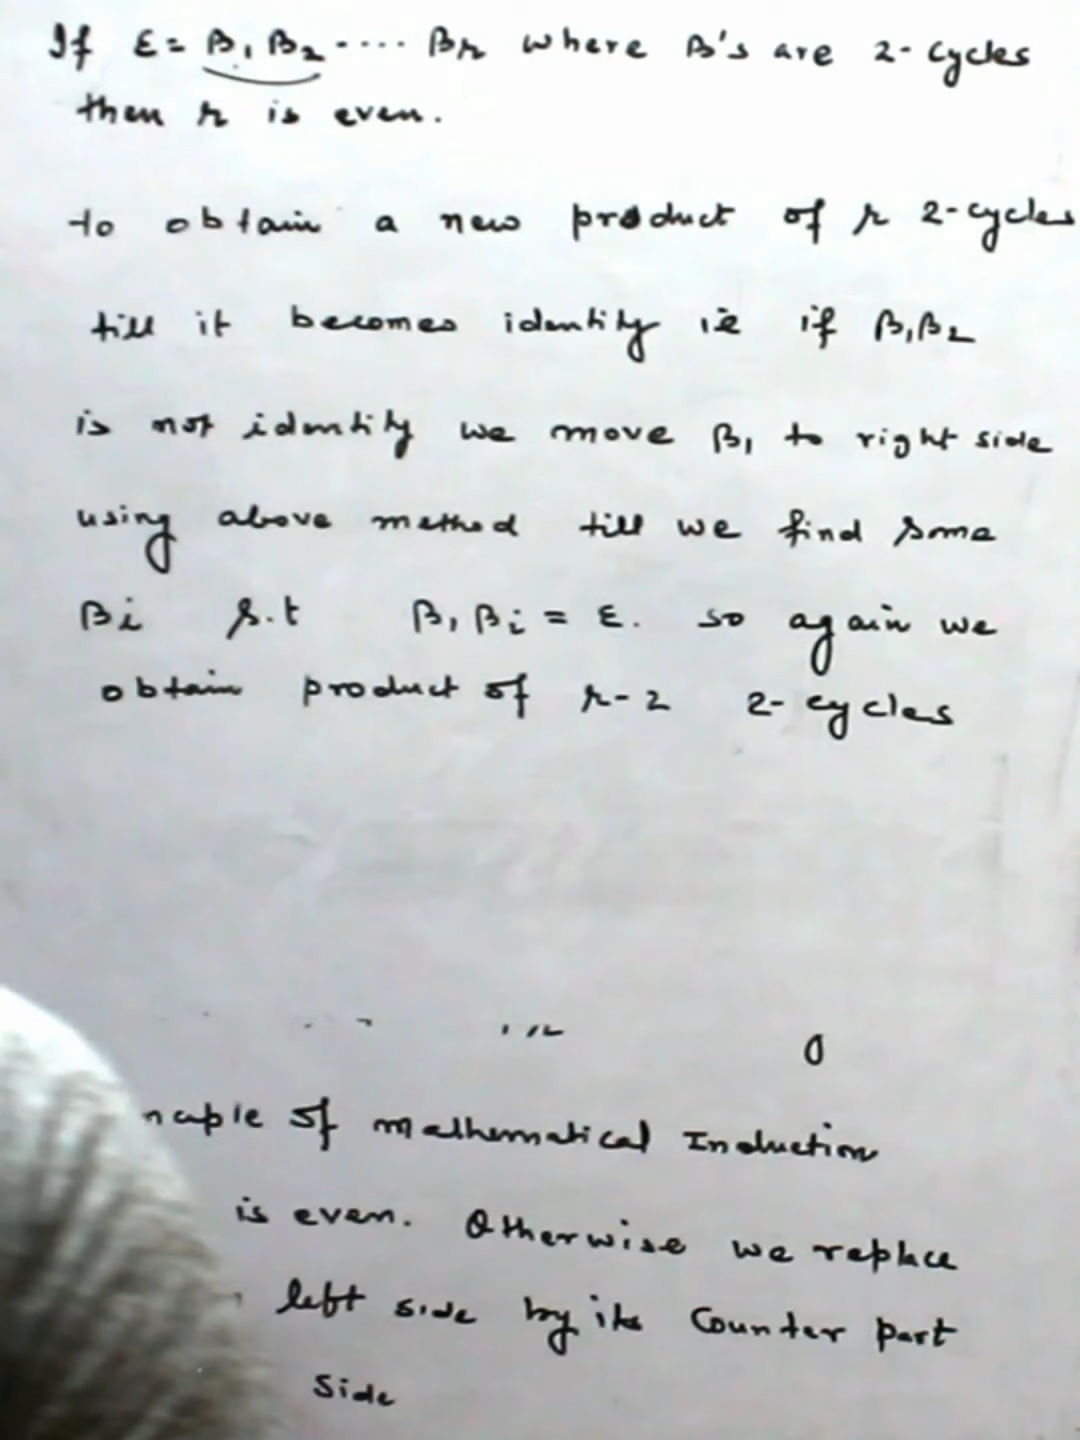 If ε = β₁ β₂ ---- βr where β's are 2-cycles
then r is even.
to obtain a new product of r 2-cycles
till it becomes identity ie if β₁β₂
is not identity we move β₁ to right side
using above method till we find some
βi s.t β₁ βi = ε. so again we
obtain product of r-2 2-cycles
of mathematical Induction
is even. Otherwise we replace
left side by its Counter part
Side